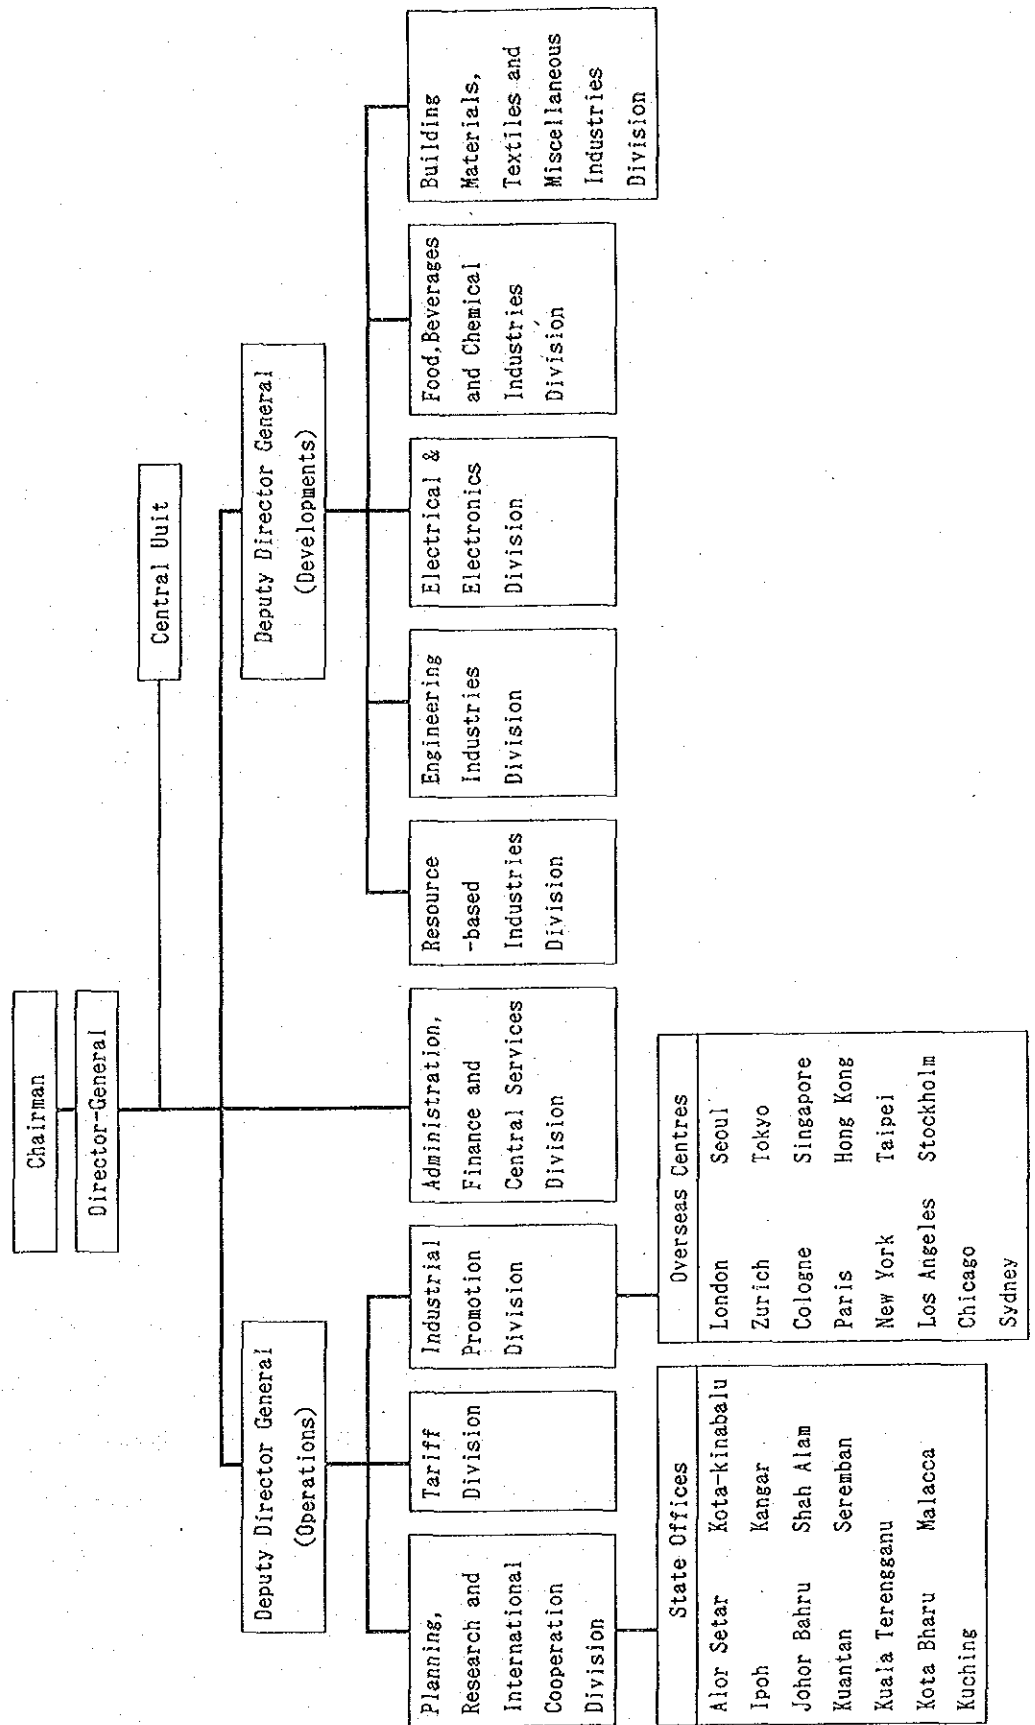 Chairman
Director-General
Central Uuit
Deputy Director General
(Operations)
Deputy Director General
(Developments)
Planning,
Research and
International
Cooperation
Division
Tariff
Division
Industrial
Promotion
Division
Administration,
Finance and
Central Services
Division
Resource
-based
Industries
Division
Engineering
Industries
Division
Electrical &
Electronics
Division
Food,Beverages
and Chemical
Industries
Division
Building
Materials,
Textiles and
Miscellaneous
Industries
Division
State Offices
Alor Setar Kota-kinabalu
Ipoh Kangar
Johor Bahru Shah Alam
Kuantan Seremban
Kuala Terengganu
Kota Bharu Malacca
Kuching
Overseas Centres
London Seoul
Zurich Tokyo
Cologne Singapore
Paris Hong Kong
New York Taipei
Los Angeles Stockholm
Chicago
Sydney